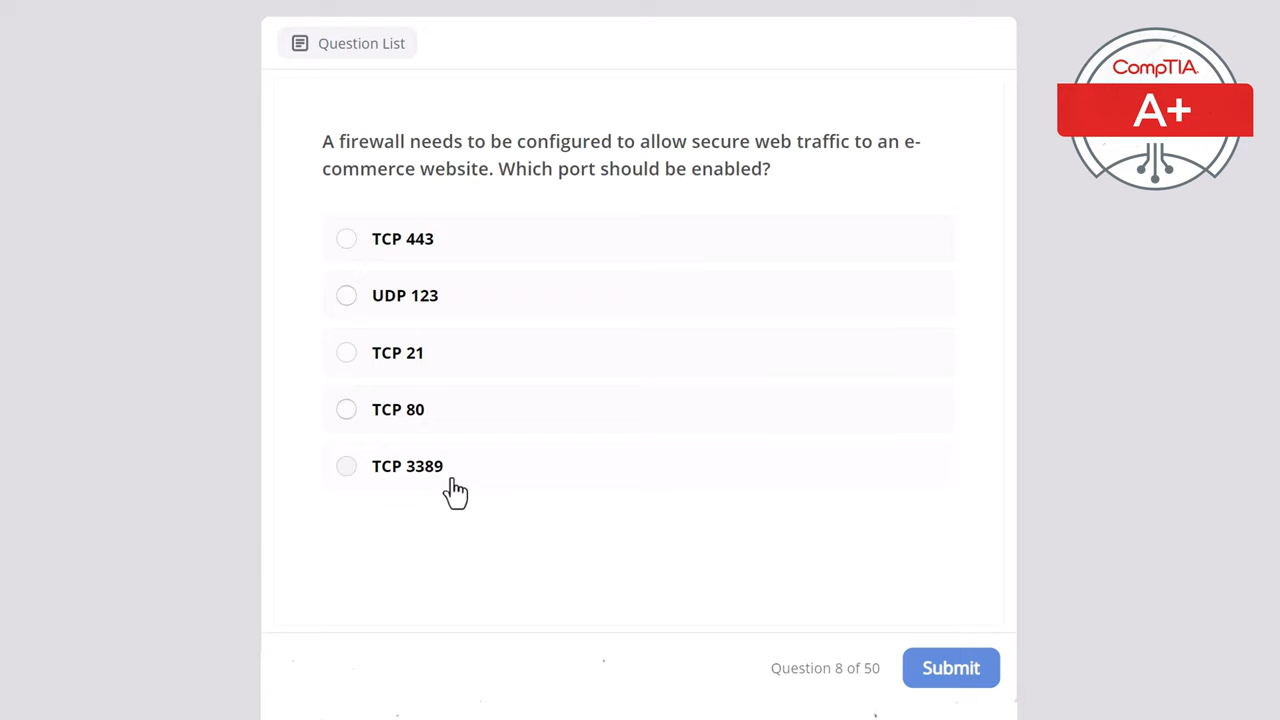 Question List
CompTIA.
A+
A firewall needs to be configured to allow secure web traffic to an e-
commerce website. Which port should be enabled?
TCP 443
UDP 123
TCP 21
TCP 80
TCP 3389
Question 8 of 50
Submit